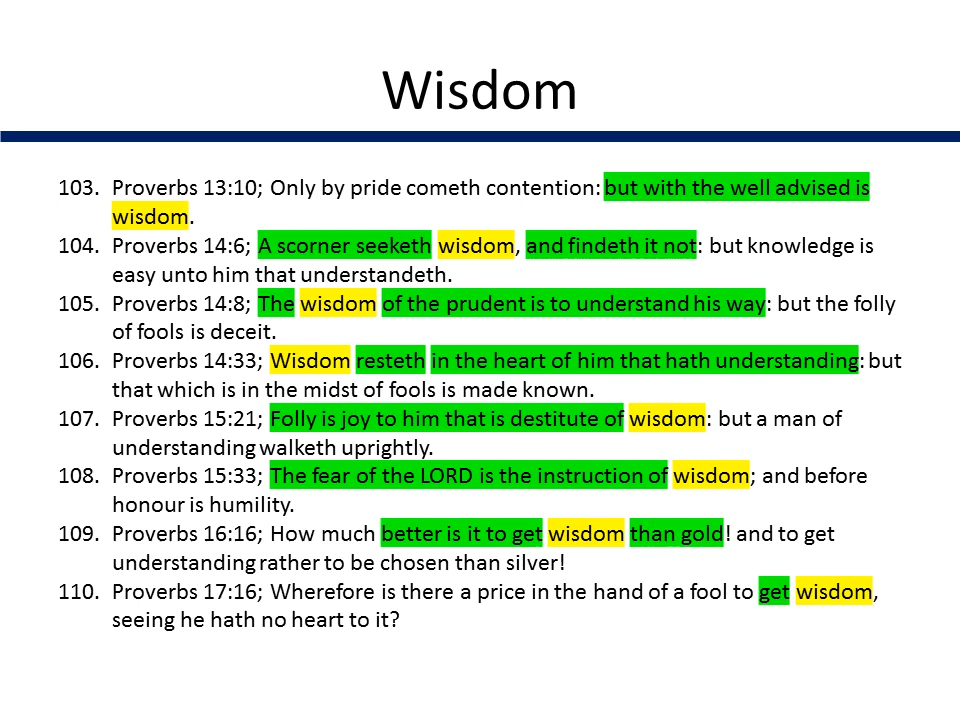 Wisdom
103. Proverbs 13:10; Only by pride cometh contention: but with the well advised is
wisdom.
104. Proverbs 14:6; A scorner seeketh wisdom, and findeth it not: but knowledge is
easy unto him that understandeth.
105. Proverbs 14:8; The wisdom of the prudent is to understand his way: but the folly
of fools is deceit.
106. Proverbs 14:33; Wisdom resteth in the heart of him that hath understanding: but
that which is in the midst of fools is made known.
107. Proverbs 15:21; Folly is joy to him that is destitute of wisdom: but a man of
understanding walketh uprightly.
108. Proverbs 15:33; The fear of the LORD is the instruction of wisdom; and before
honour is humility.
109. Proverbs 16:16; How much better is it to get wisdom than gold! and to get
understanding rather to be chosen than silver!
110. Proverbs 17:16; Wherefore is there a price in the hand of a fool to get wisdom,
seeing he hath no heart to it?